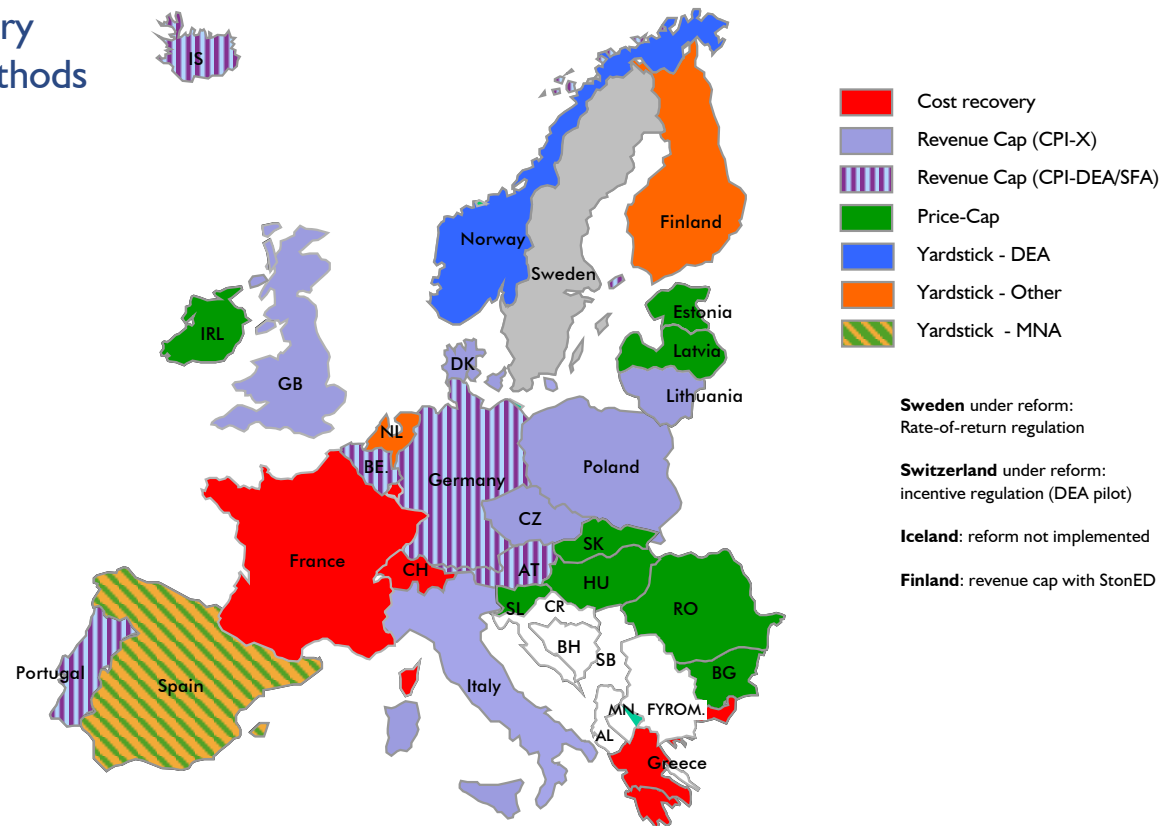 ry
thods
IS
Cost recovery
Revenue Cap (CPI-X)
Revenue Cap (CPI-DEA/SFA)
Price-Cap
Yardstick - DEA
Yardstick - Other
Yardstick - MNA
Norway
Finland
Sweden
Estonia
IRL
Latvia
DK
GB
Lithuania
NL
BE.
Germany
Poland
CZ
SK
France
CH
AT
HU
SL
CR
RO
BH
SB
Portugal
Spain
Italy
BG
MN.
FYROM.
AL
Greece
Sweden under reform:
Rate-of-return regulation
Switzerland under reform:
incentive regulation (DEA pilot)
Iceland: reform not implemented
Finland: revenue cap with StonED